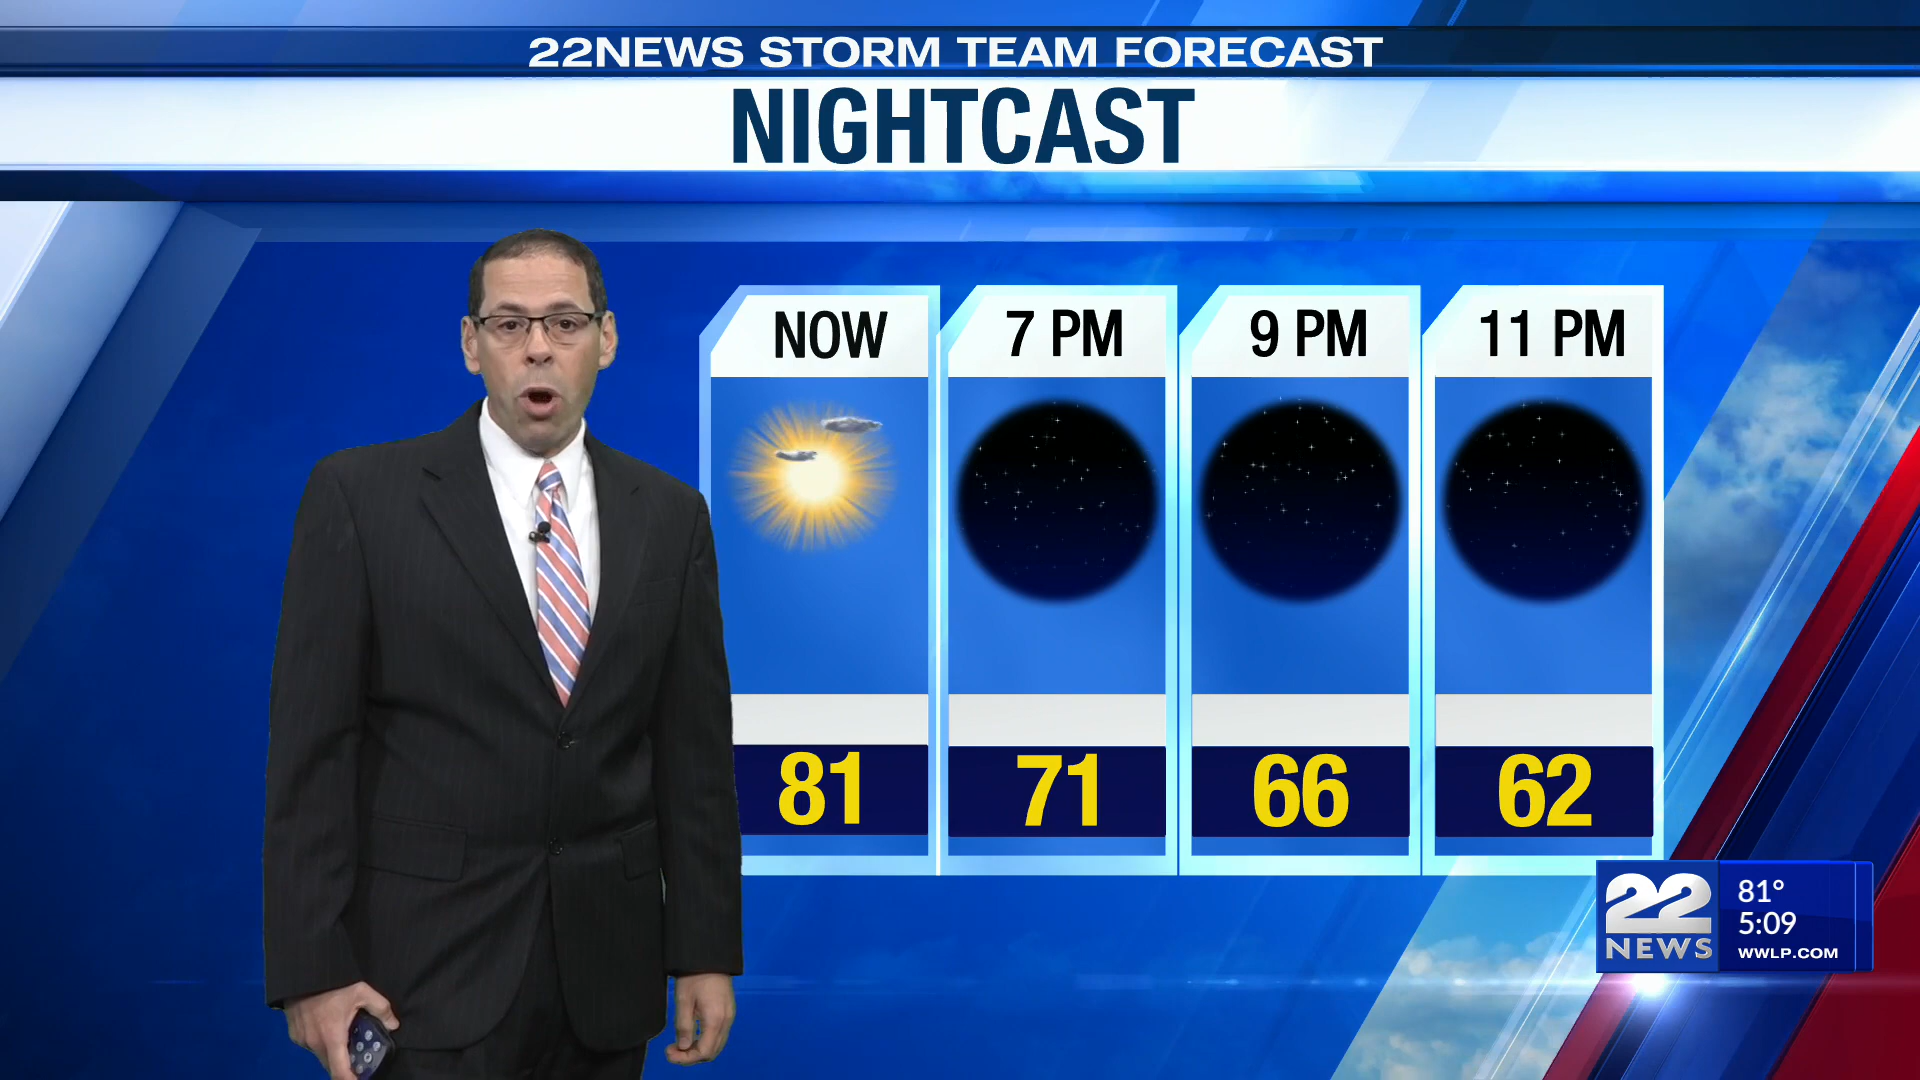 22NEWS STORM TEAM FORECAST
NIGHTCAST
NOW
7 PM
9 PM
11 PM
81
71
66
62
22
NEWS
81°
5:09
WWLP.COM